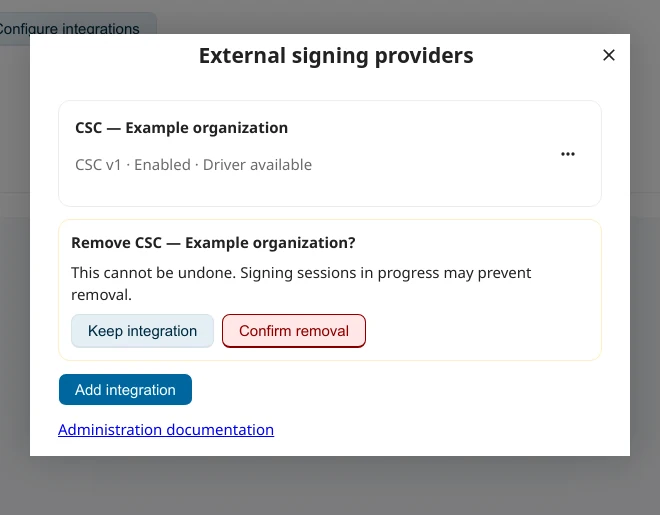 Configure integrations
External signing providers
CSC — Example organization
CSC v1 · Enabled · Driver available
Remove CSC — Example organization?
This cannot be undone. Signing sessions in progress may prevent
removal.
Keep integration
Confirm removal
Add integration
Administration documentation